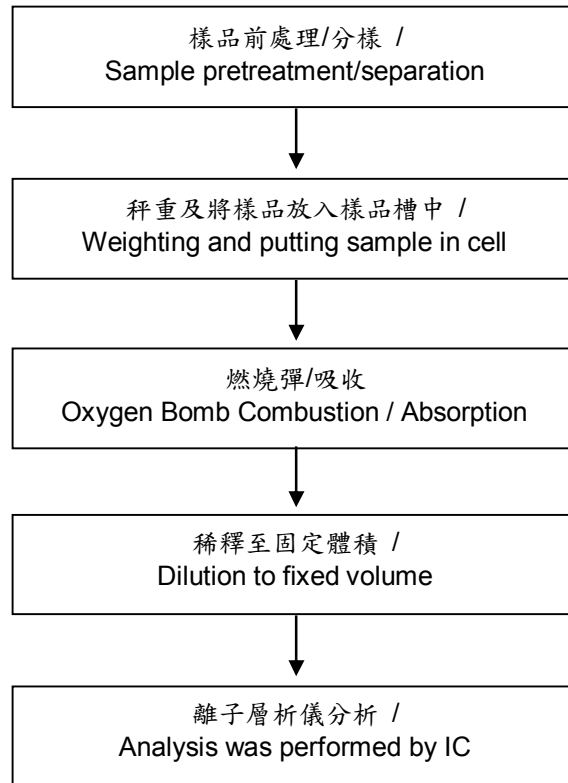 樣品前處理/分樣 /
Sample pretreatment/separation
秤重及將樣品放入樣品槽中 /
Weighting and putting sample in cell
燃燒彈/吸收
Oxygen Bomb Combustion / Absorption
稀釋至固定體積 /
Dilution to fixed volume
離子層析儀分析 /
Analysis was performed by IC